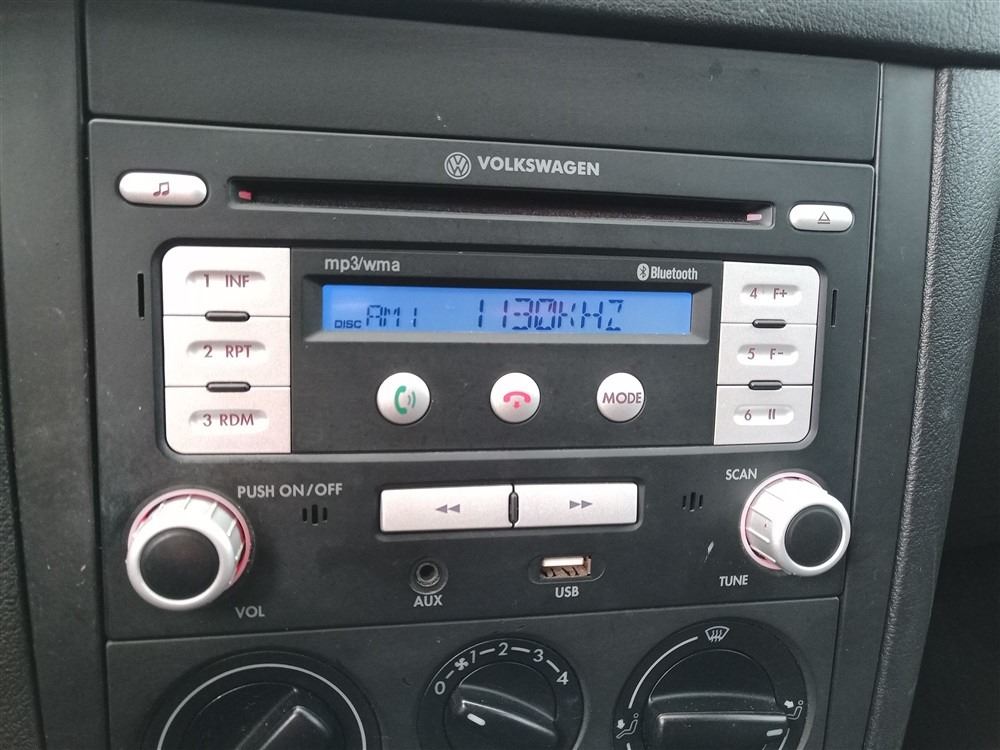 VOLKSWAGEN
mp3/wma
Bluetooth
1 INF
DISC AM1 1130KHZ
4 F+
2 RPT
5 F-
MODE
3 RDM
6 II
PUSH ON/OFF
SCAN
VOL
AUX
USB
TUNE
0 1 2 3 4